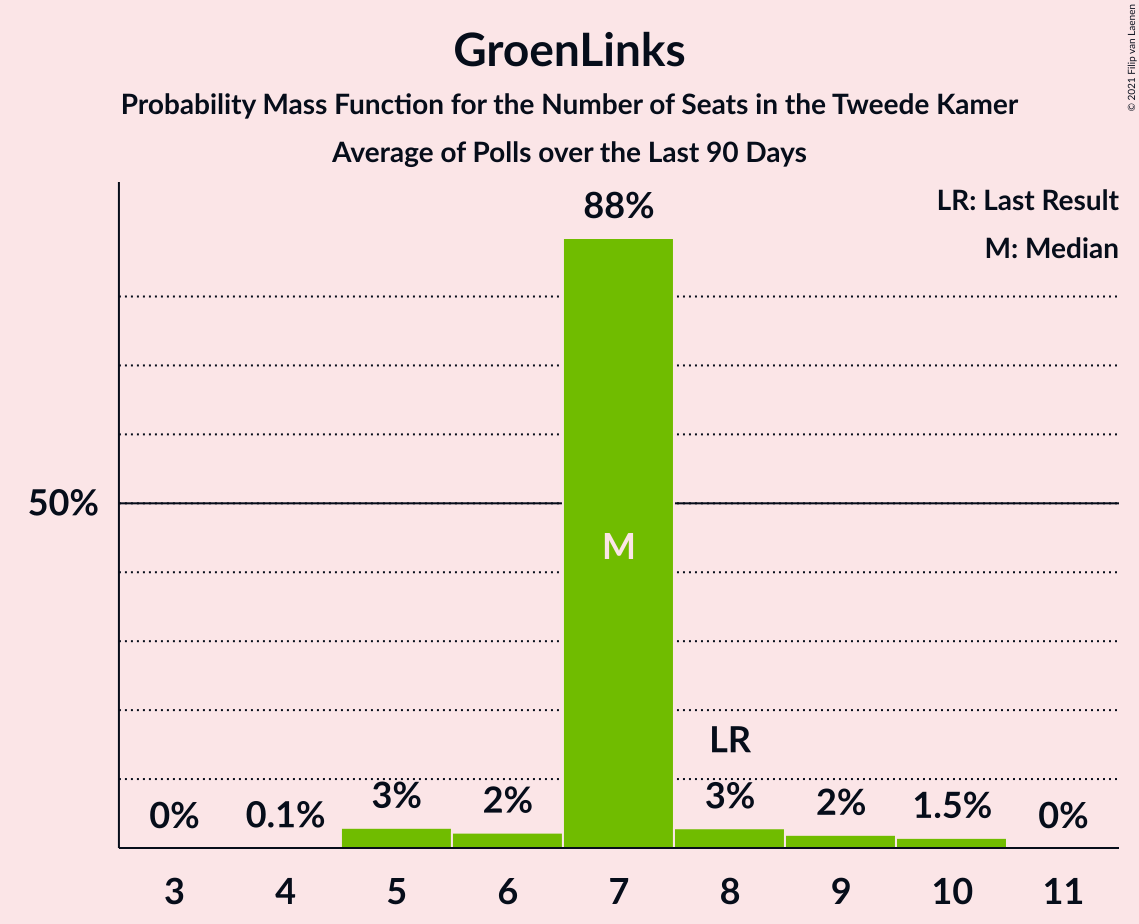 GroenLinks
Probability Mass Function for the Number of Seats in the Tweede Kamer
Average of Polls over the Last 90 Days
© 2021 Filip van Laenen
LR: Last Result
M: Median
88%
50%
M
LR
0% 0.1% 3% 2% 3% 2% 1.5% 0%
3 4 5 6 7 8 9 10 11